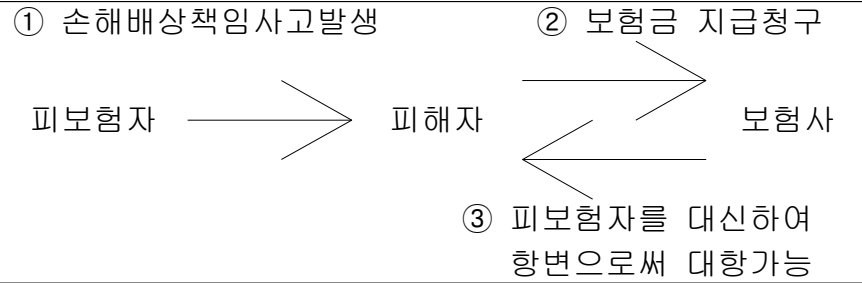 ① 손해배상책임사고발생 ② 보험금 지급청구
피보험자 피해자 보험사
③ 피보험자를 대신하여
항변으로써 대항가능